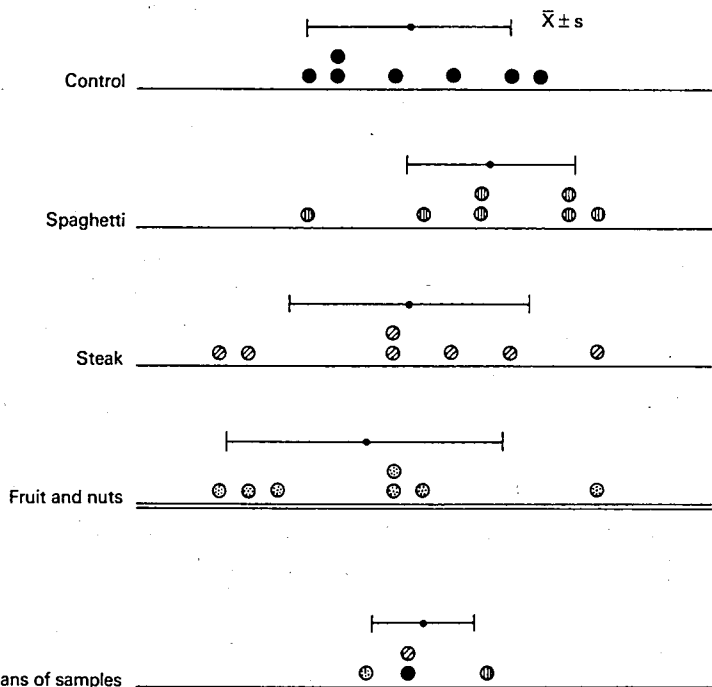 X̄ ± s
Control
Spaghetti
Steak
Fruit and nuts
ans of samples